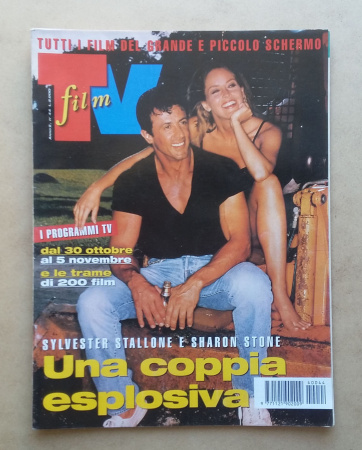 TUTTI I FILM DEL GRANDE E PICCOLO SCHERMO
film
TV
I PROGRAMMI TV
dal 30 ottobre
al 5 novembre
e le trame
di 200 film
SYLVESTER STALLONE E SHARON STONE
Una coppia
esplosiva
40044